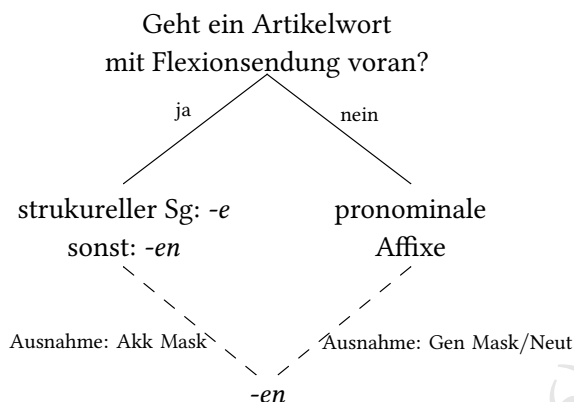 Geht ein Artikelwort
mit Flexionsendung voran?
ja
nein
strukureller Sg: -e
sonst: -en
pronominale
Affixe
Ausnahme: Akk Mask
Ausnahme: Gen Mask/Neut
-en